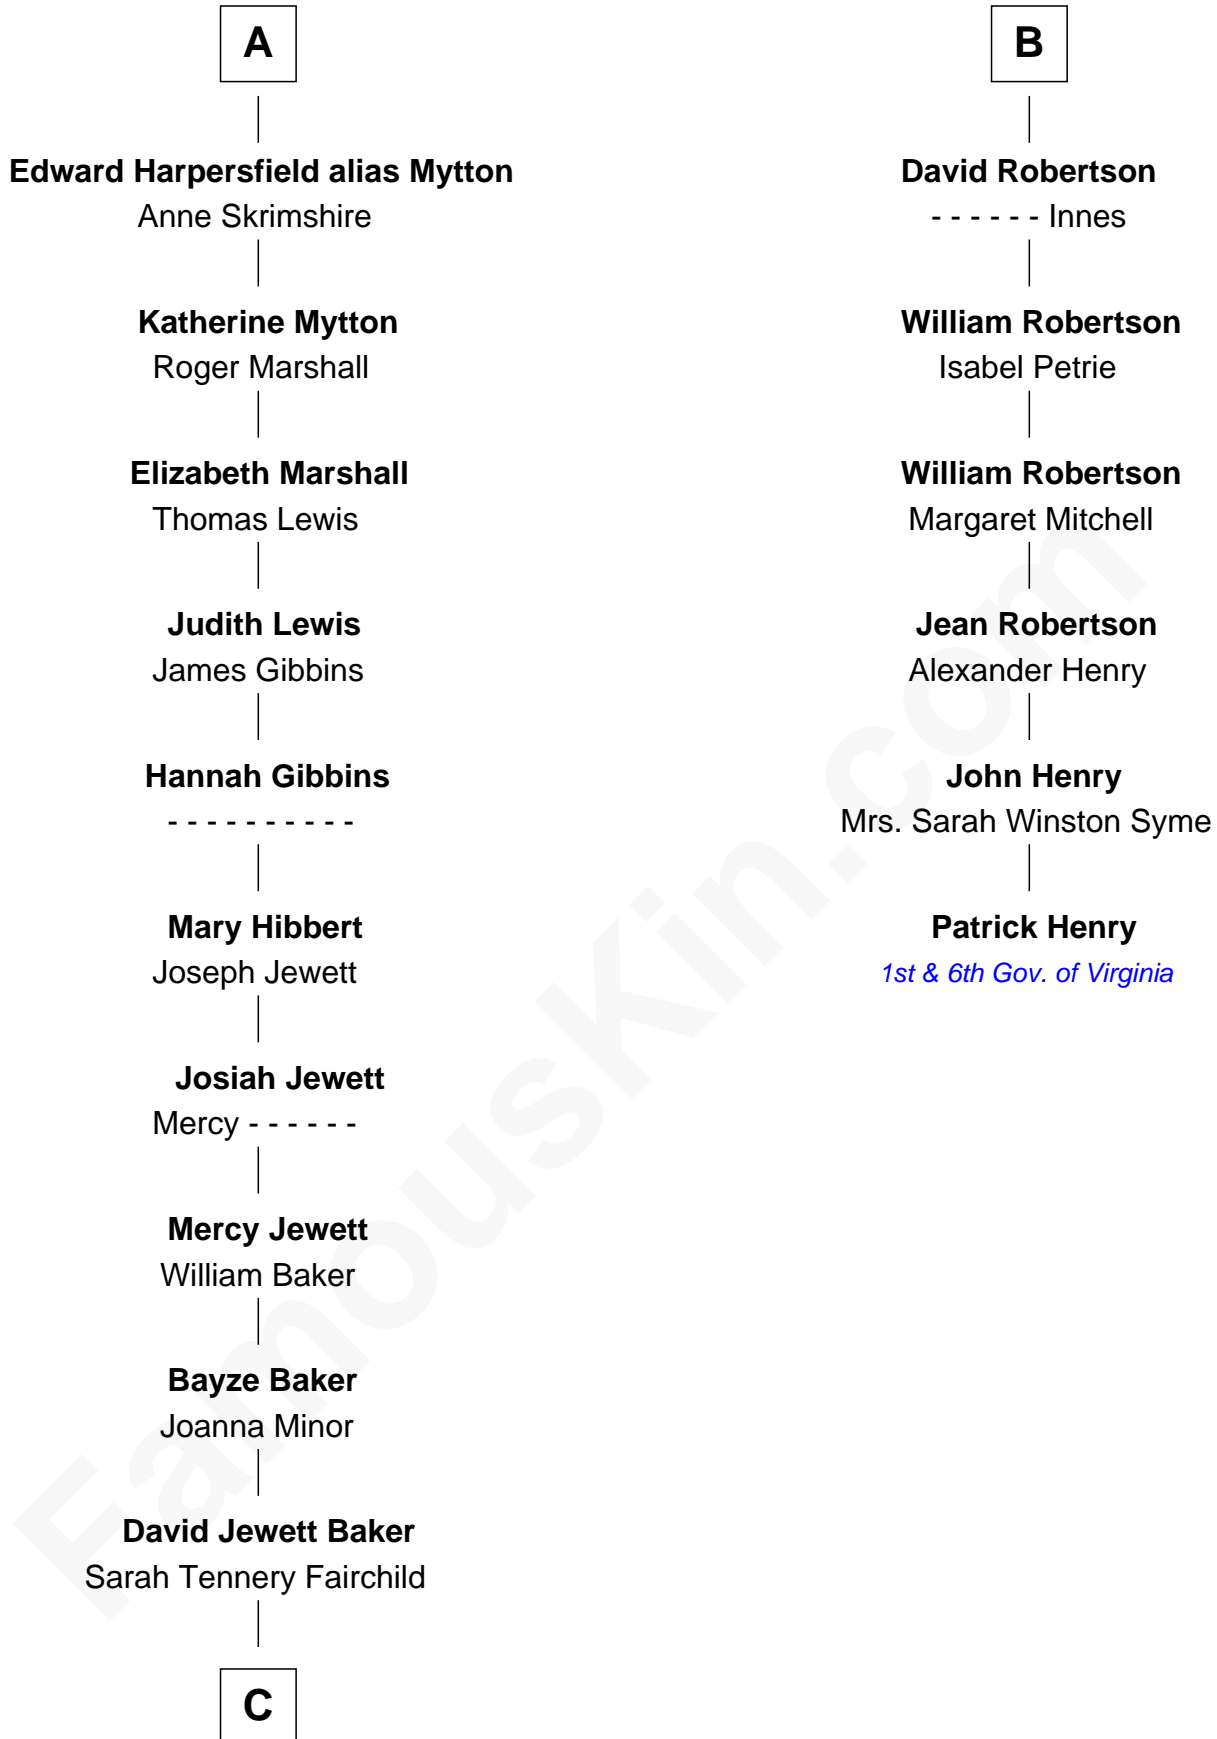 A
Edward Harpersfield alias Mytton
Anne Skrimshire
Katherine Mytton
Roger Marshall
Elizabeth Marshall
Thomas Lewis
Judith Lewis
James Gibbins
Hannah Gibbins
- - - - - - - - - -
Mary Hibbert
Joseph Jewett
Josiah Jewett
Mercy - - - - - -
Mercy Jewett
William Baker
Bayze Baker
Joanna Minor
David Jewett Baker
Sarah Tennery Fairchild
C
B
David Robertson
- - - - - - Innes
William Robertson
Isabel Petrie
William Robertson
Margaret Mitchell
Jean Robertson
Alexander Henry
John Henry
Mrs. Sarah Winston Syme
Patrick Henry
1st & 6th Gov. of Virginia
FamousKin.com